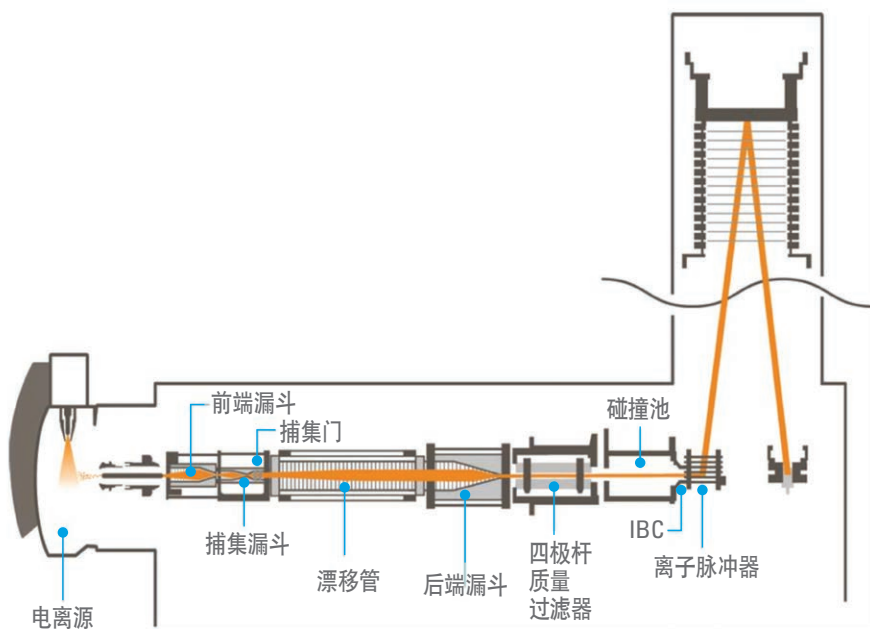 前端漏斗
捕集门
碰撞池
捕集漏斗
漂移管
后端漏斗
四极杆
质量
过滤器
IBC
离子脉冲器
电离源